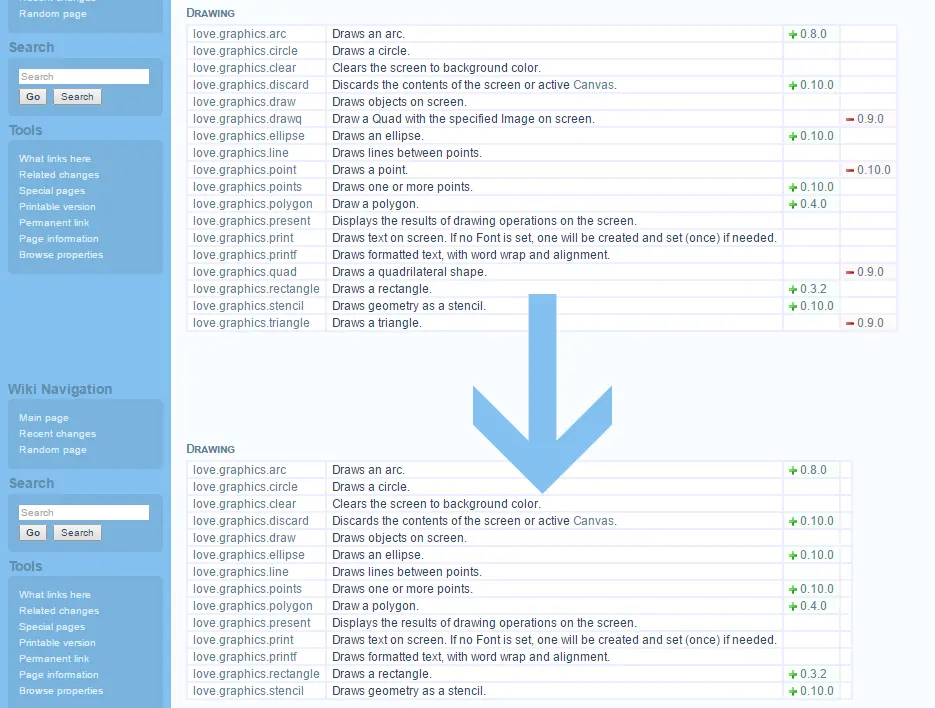 Recent changes
Random page
Search
Search
Go Search
Tools
What links here
Related changes
Special pages
Printable version
Permanent link
Page information
Browse properties
DRAWING
love.graphics.arc Draws an arc. 0.8.0
love.graphics.circle Draws a circle.
love.graphics.clear Clears the screen to background color.
love.graphics.discard Discards the contents of the screen or active Canvas. 0.10.0
love.graphics.draw Draws objects on screen.
love.graphics.drawq Draw a Quad with the specified Image on screen. 0.9.0
love.graphics.ellipse Draws an ellipse. 0.10.0
love.graphics.line Draws lines between points.
love.graphics.point Draws a point. 0.10.0
love.graphics.points Draws one or more points. 0.10.0
love.graphics.polygon Draw a polygon. 0.4.0
love.graphics.present Displays the results of drawing operations on the screen.
love.graphics.print Draws text on screen. If no Font is set, one will be created and set (once) if needed.
love.graphics.printf Draws formatted text, with word wrap and alignment.
love.graphics.quad Draws a quadrilateral shape. 0.9.0
love.graphics.rectangle Draws a rectangle. 0.3.2
love.graphics.stencil Draws geometry as a stencil. 0.10.0
love.graphics.triangle Draws a triangle. 0.9.0
Wiki Navigation
Main page
Recent changes
Random page
Search
Search
Go Search
Tools
What links here
Related changes
Special pages
Printable version
Permanent link
Page information
Browse properties
DRAWING
love.graphics.arc Draws an arc. 0.8.0
love.graphics.circle Draws a circle.
love.graphics.clear Clears the screen to background color.
love.graphics.discard Discards the contents of the screen or active Canvas. 0.10.0
love.graphics.draw Draws objects on screen.
love.graphics.ellipse Draws an ellipse. 0.10.0
love.graphics.line Draws lines between points.
love.graphics.points Draws one or more points. 0.10.0
love.graphics.polygon Draw a polygon. 0.4.0
love.graphics.present Displays the results of drawing operations on the screen.
love.graphics.print Draws text on screen. If no Font is set, one will be created and set (once) if needed.
love.graphics.printf Draws formatted text, with word wrap and alignment.
love.graphics.rectangle Draws a rectangle. 0.3.2
love.graphics.stencil Draws geometry as a stencil. 0.10.0